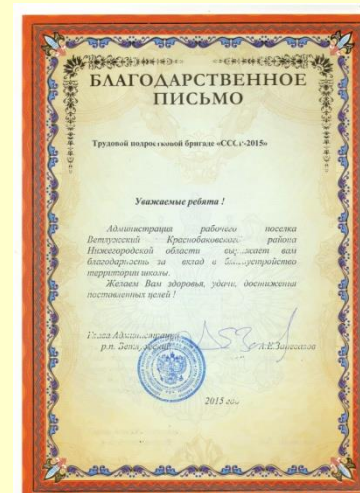 БЛАГОДАРСТВЕННОЕ
ПИСЬМО
Трудовой подростковой бригаде «СССР-2015»
Уважаемые ребята !
Администрация рабочего поселка
Ветлужский Краснобаковского района
Нижегородской области выражает вам
благодарность за вклад в благоустройство
территории школы.
Желаем Вам здоровья, удачи, достижения
поставленных целей !
Глава Администрации
р.п.
2015 год